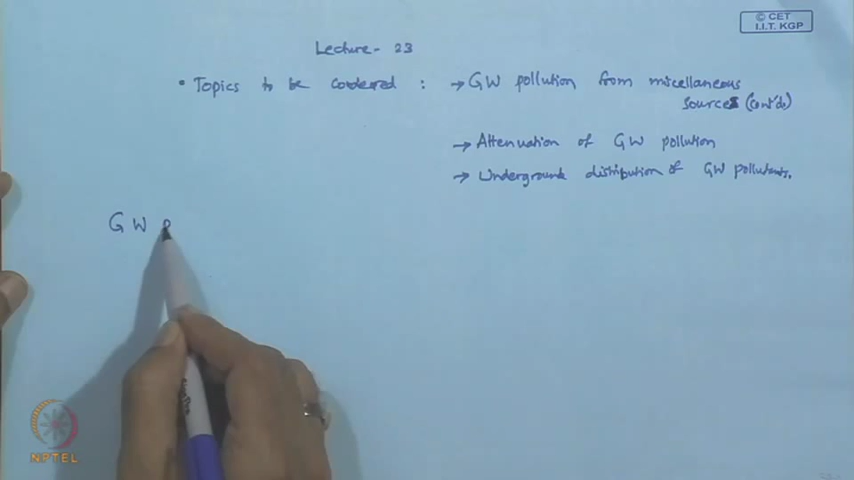 © CET
I.I.T. KGP
Lecture - 23
• Topics to be covered : → GW pollution from micellaneous
sources (cont'd.)
→ Attenuation of GW pollution
→ Underground distribution of GW pollutants.
GW
NPTEL